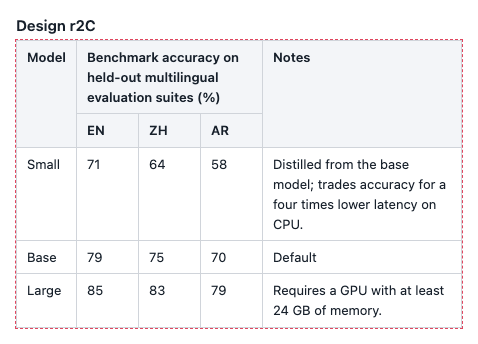 Design r2C
Model
Benchmark accuracy on
held-out multilingual
evaluation suites (%)
Notes
EN
ZH
AR
Small
71
64
58
Distilled from the base
model; trades accuracy for a
four times lower latency on
CPU.
Base
79
75
70
Default
Large
85
83
79
Requires a GPU with at least
24 GB of memory.